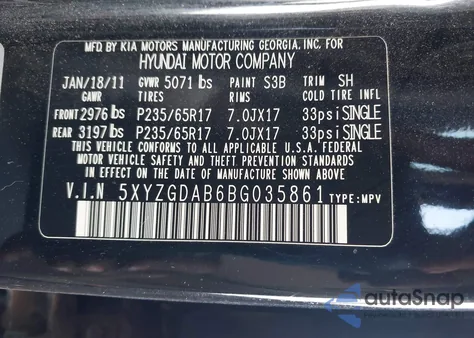 MFD. BY KIA MOTORS MANUFACTURING GEORGIA, INC. FOR
HYUNDAI MOTOR COMPANY
JAN/18/11 GVWR 5071 lbs PAINT S3B TRIM SH
GAWR TIRES RIMS COLD TIRE INFL
FRONT 2976 lbs P235/65R17 7.0JX17 33psi SINGLE
REAR 3197 lbs P235/65R17 7.0JX17 33psi SINGLE
THIS VEHICLE CONFORMS TO ALL APPLICABLE U.S.A. FEDERAL
MOTOR VEHICLE SAFETY AND THEFT PREVENTION STANDARDS
IN EFFECT ON THE DATE OF MANUFACTURE SHOWN ABOVE
V.I.N 5XYZGDAB6BG035861 TYPE: MPV
autoSnap